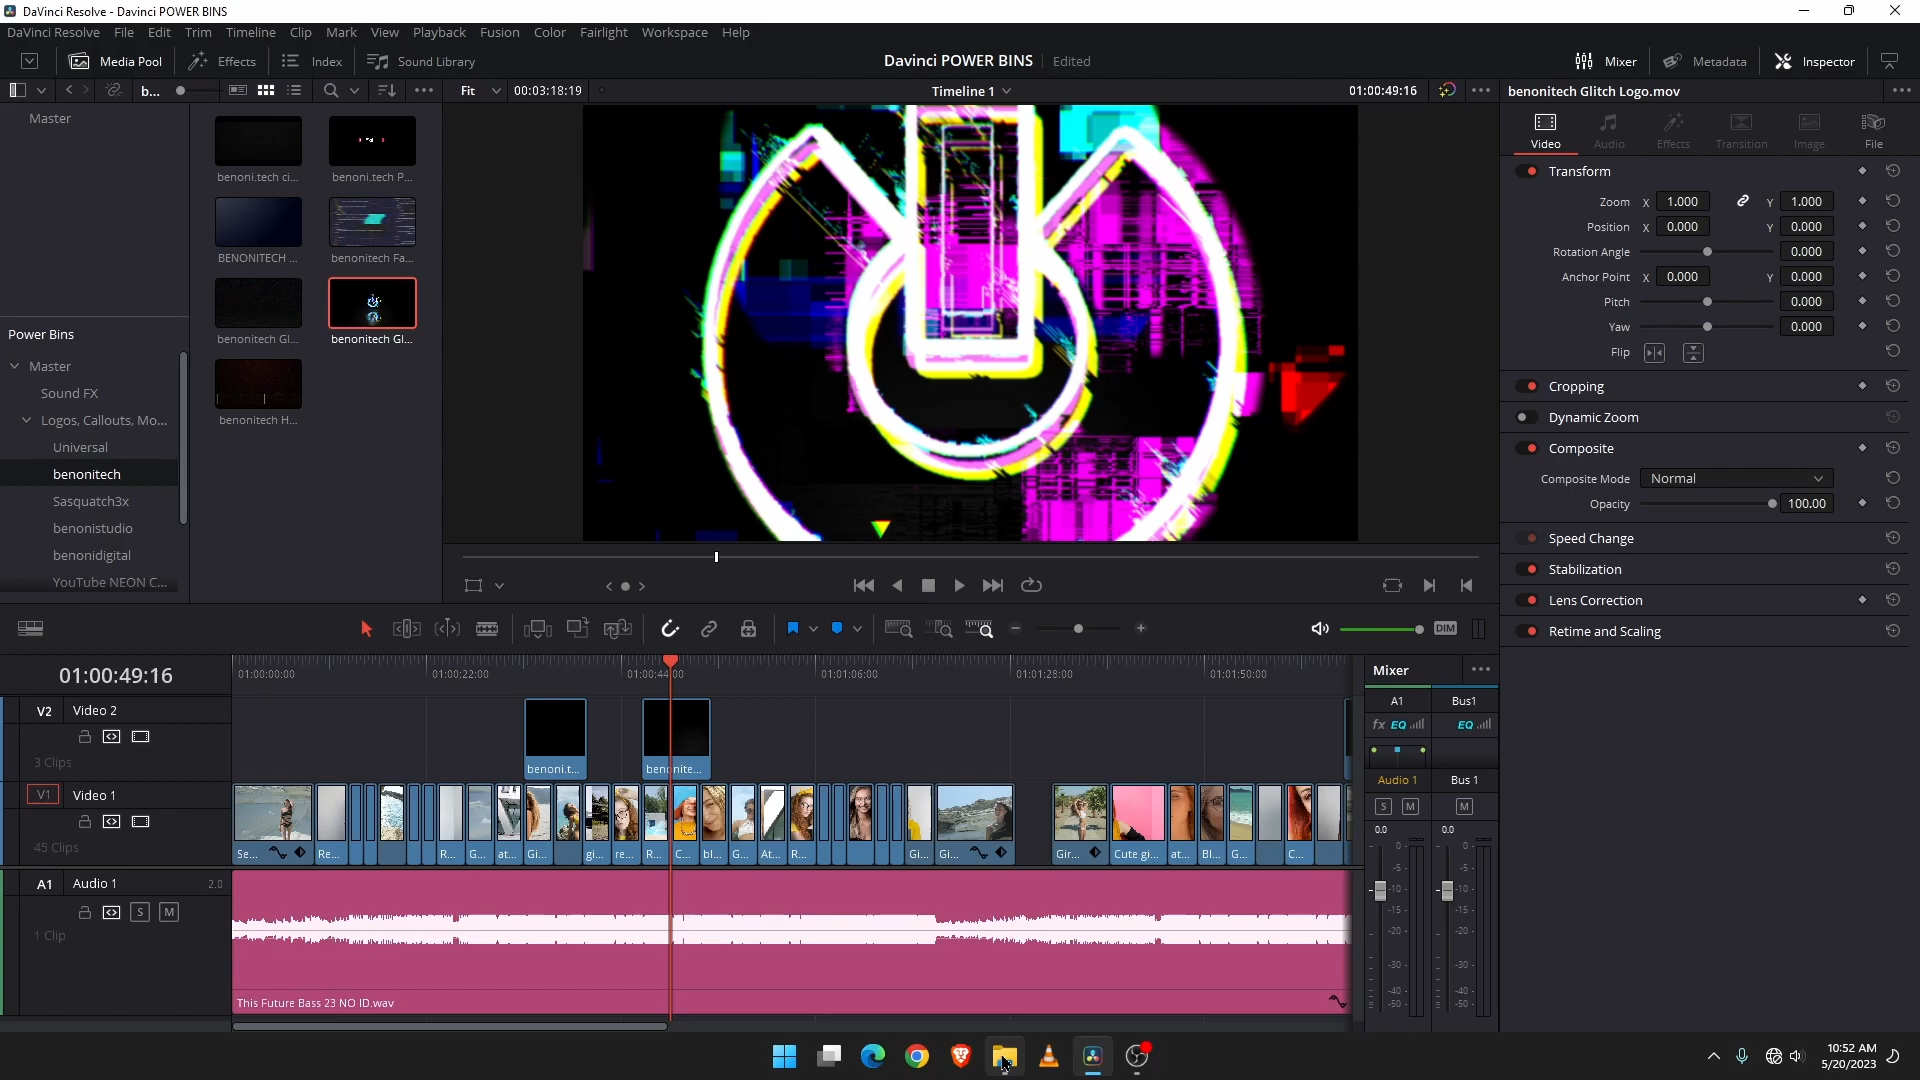 DaVinci Resolve - Davinci POWER BINS
DaVinci Resolve File Edit Trim Timeline Clip Mark View Playback Fusion Color Fairlight Workspace Help
Media Pool Effects Index Sound Library
Davinci POWER BINS Edited
Mixer Metadata Inspector
b...
Fit 00:03:18:19
Timeline 1
01:00:49:16
benonitech Glitch Logo.mov
Master
benoni.tech ci...
benoni.tech P...
BENONITECH ...
benonitech Fa...
benonitech Gl...
benonitech Gl...
benonitech H...
Power Bins
Master
Sound FX
Logos, Callouts, Mo...
Universal
benonitech
Sasquatch3x
benonistudio
benonidigital
YouTube NEON C...
Video Audio Effects Transition Image File
Transform
Zoom X 1.000 Y 1.000
Position X 0.000 Y 0.000
Rotation Angle 0.000
Anchor Point X 0.000 Y 0.000
Pitch 0.000
Yaw 0.000
Flip
Cropping
Dynamic Zoom
Composite
Composite Mode Normal
Opacity 100.00
Speed Change
Stabilization
Lens Correction
Retime and Scaling
DIM
01:00:49:16
01:00:00:00 01:00:22:00 01:00:44:00 01:01:06:00 01:01:28:00 01:01:50:00
V2 Video 2
3 Clips
benoni.t... benonite...
V1 Video 1
45 Clips
Se... Re... R... G... at... Gi... gi... re... R... C... bl... G... At... R... Gi... Gi... Gir... Cute gi... at... Bl... G... C...
A1 Audio 1 2.0
S M
1 Clip
This Future Bass 23 NO ID.wav
Mixer
A1 Bus1
fx EQ EQ
Audio 1 Bus 1
S M M
0.0 0.0
0 0
-5 -5
-10 -10
-15 -15
-20 -20
-30 -30
-40 -40
-50 -50
10:52 AM
5/20/2023